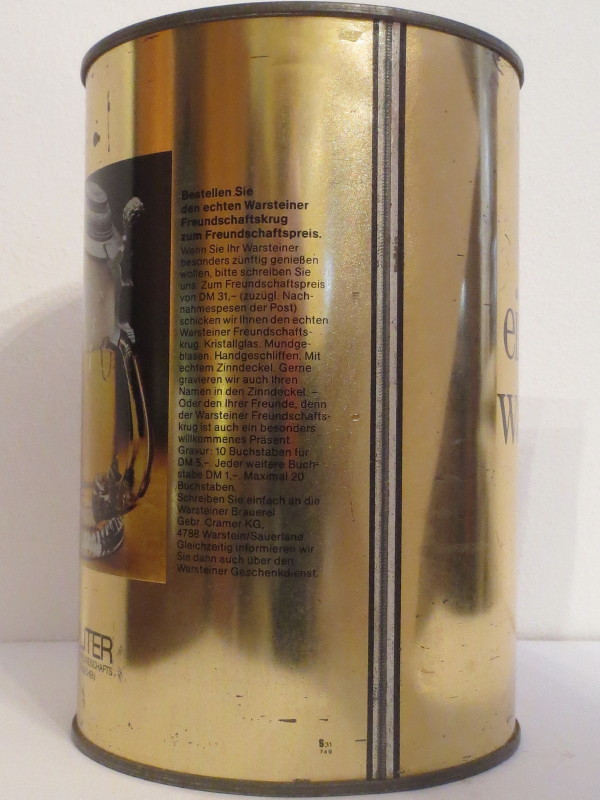 Bestellen Sie
den echten Warsteiner
Freundschaftskrug
zum Freundschaftspreis.
Wenn Sie Ihr Warsteiner
besonders zünftig genießen
wollen, bitte schreiben Sie
uns. Zum Freundschaftspreis
von DM 31,– (zuzügl. Nach-
nahmespesen der Post)
schicken wir Ihnen den echten
Warsteiner Freundschafts-
krug. Kristallglas. Mundge-
blasen. Handgeschliffen. Mit
echtem Zinndeckel. Gerne
gravieren wir auch Ihren
Namen in den Zinndeckel. –
Oder den Ihrer Freunde, denn
der Warsteiner Freundschafts-
krug ist auch ein besonders
willkommenes Präsent.
Gravur: 10 Buchstaben für
DM 5,–. Jeder weitere Buch-
stabe DM 1,–. Maximal 20
Buchstaben.
Schreiben Sie einfach an die
Warsteiner Brauerei
Gebr. Cramer KG,
4788 Warstein/Sauerland.
Gleichzeitig informieren wir
Sie dann auch über den
Warsteiner Geschenkdienst.
ei
W
UTER